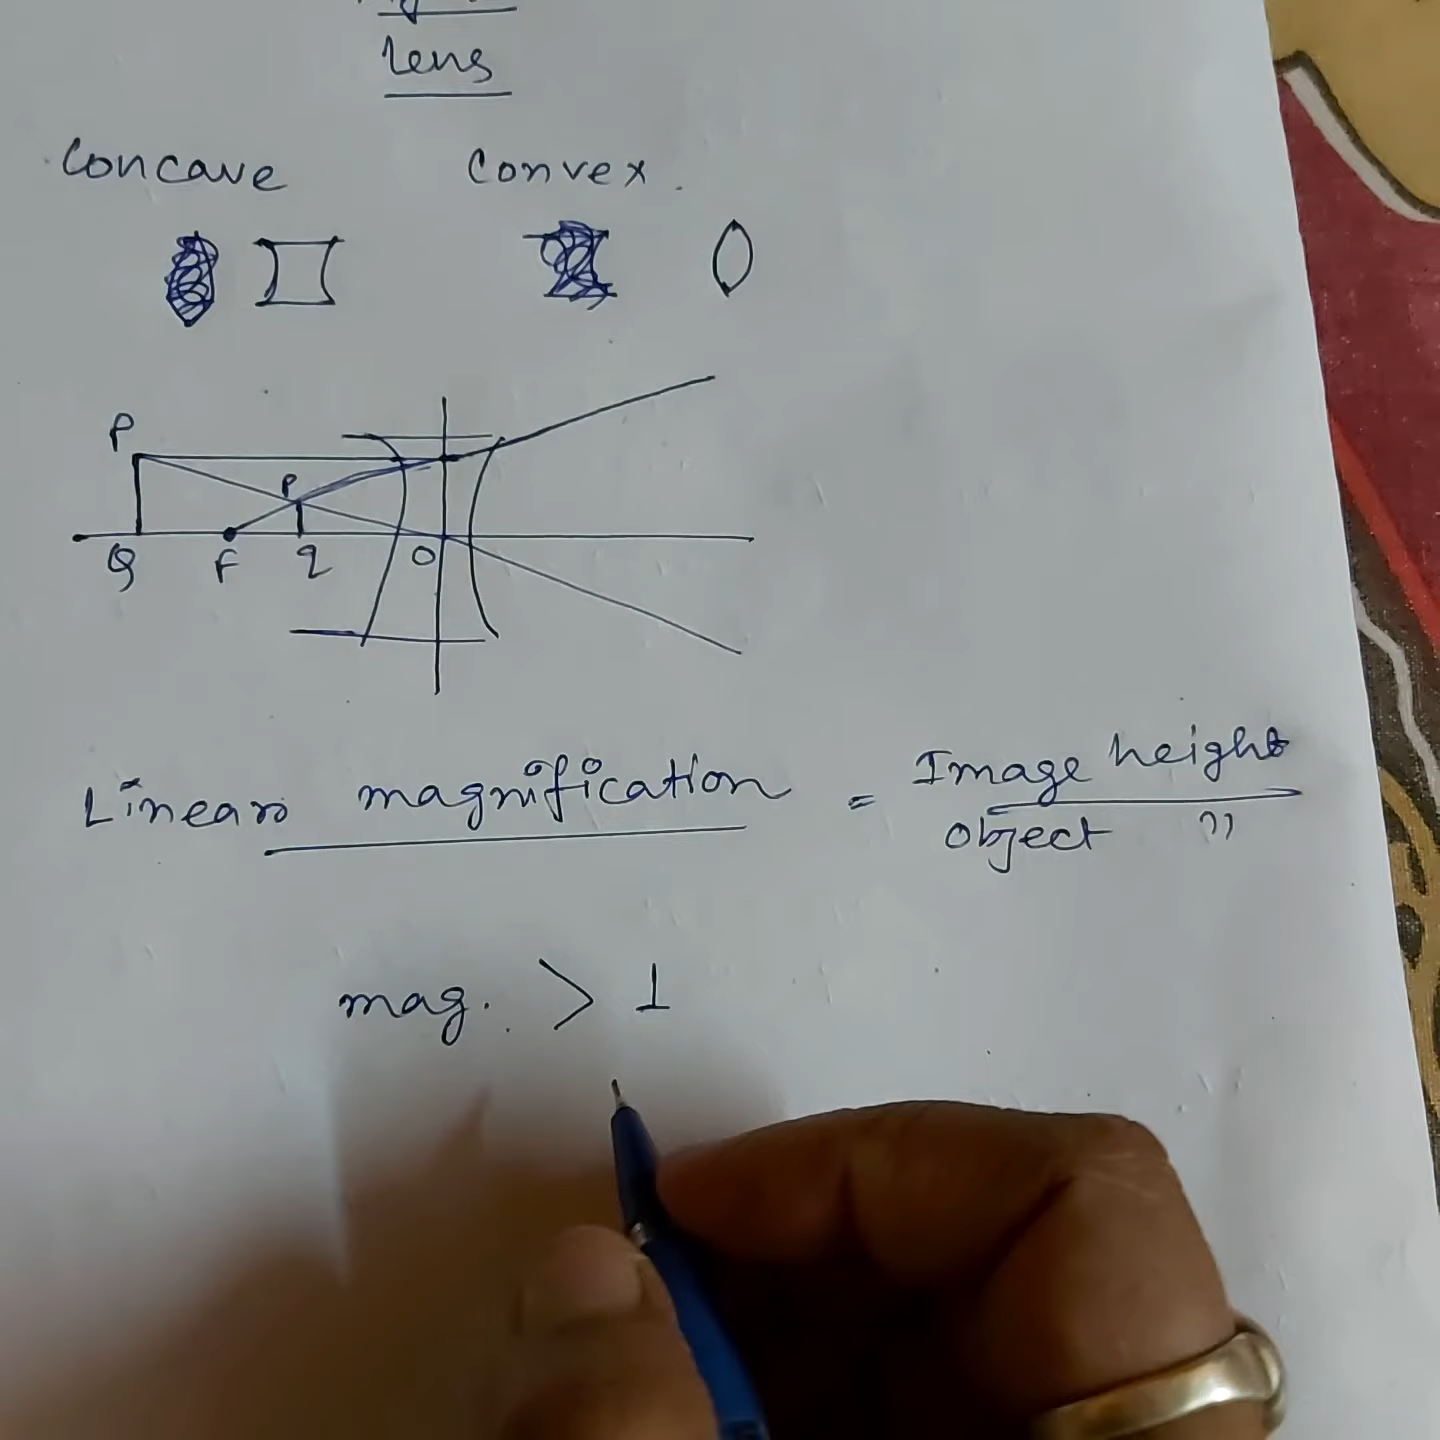 lens
Concave Convex
P
P
Q F q O
Linear magnification = Image height
object "
mag. > 1